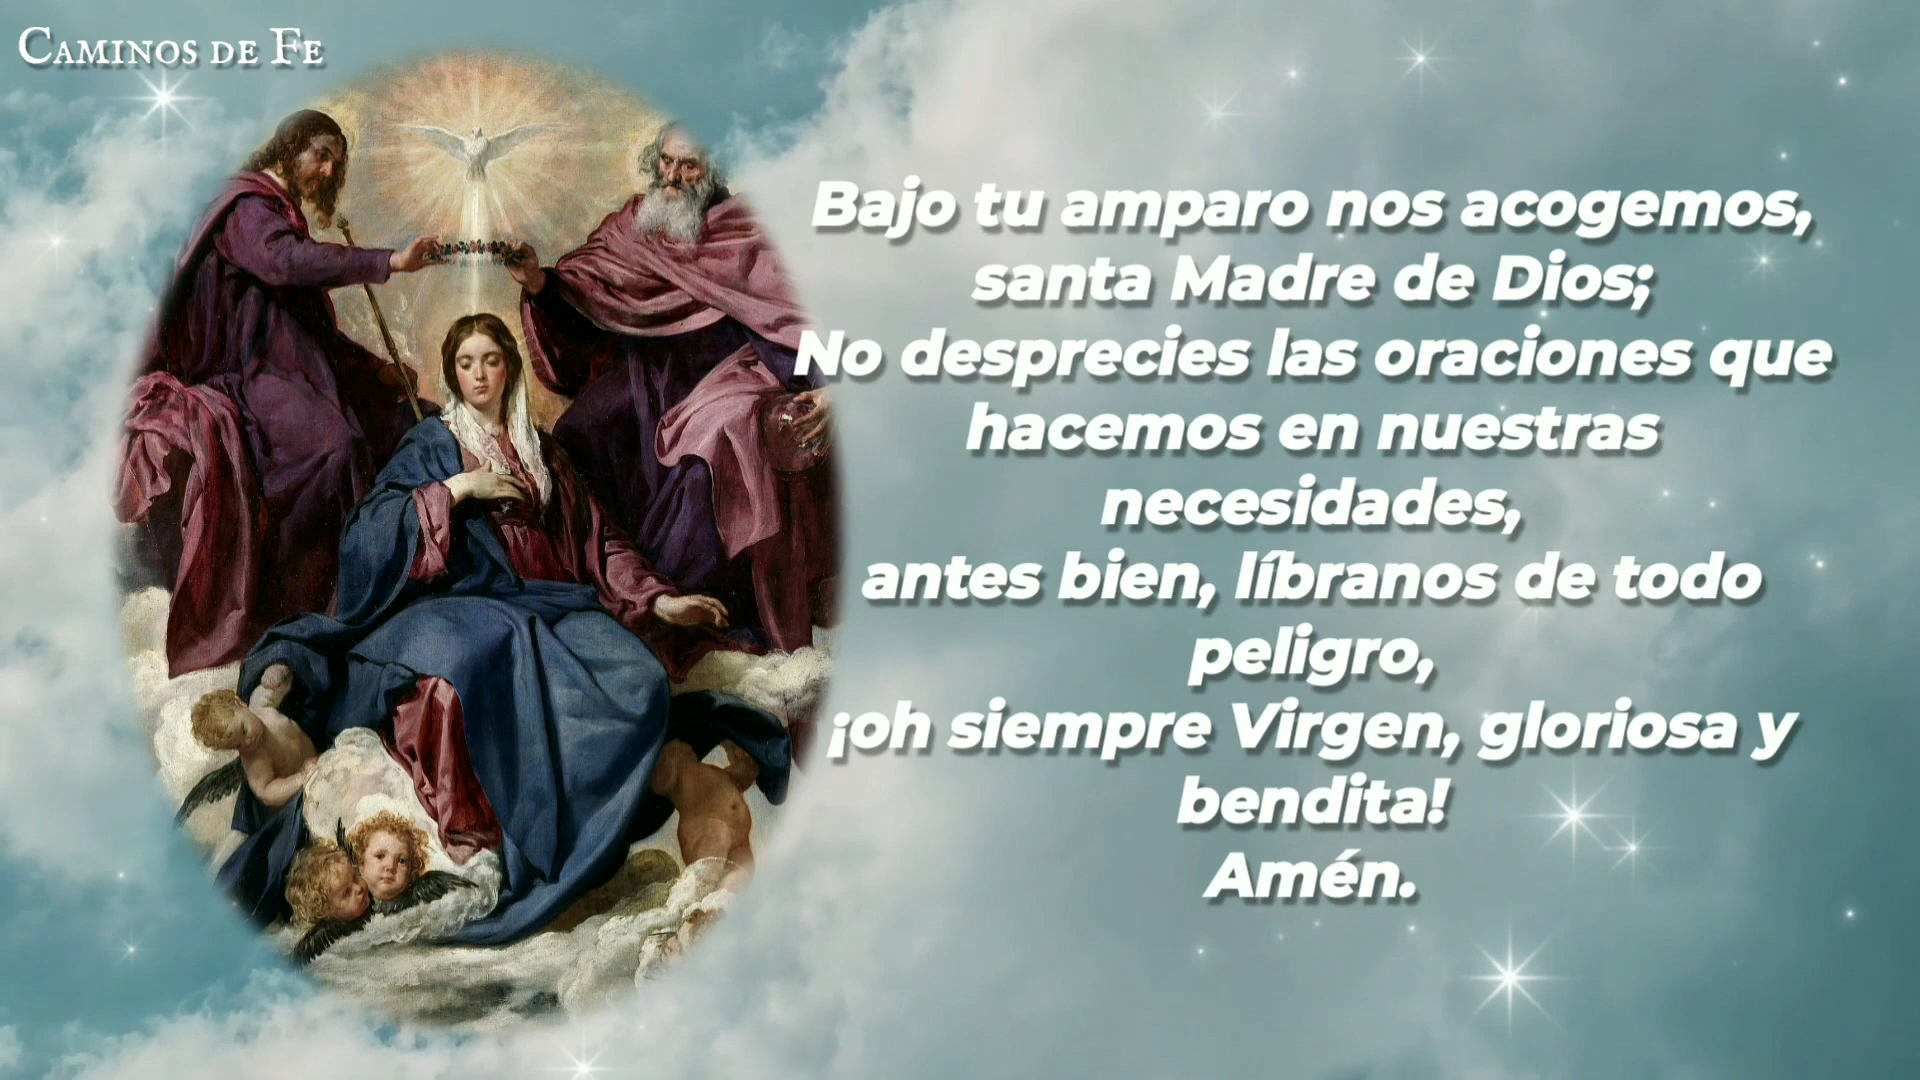 Caminos de Fe
Bajo tu amparo nos acogemos,
santa Madre de Dios;
No desprecies las oraciones que
hacemos en nuestras
necesidades,
antes bien, líbranos de todo
peligro,
¡oh siempre Virgen, gloriosa y
bendita!
Amén.